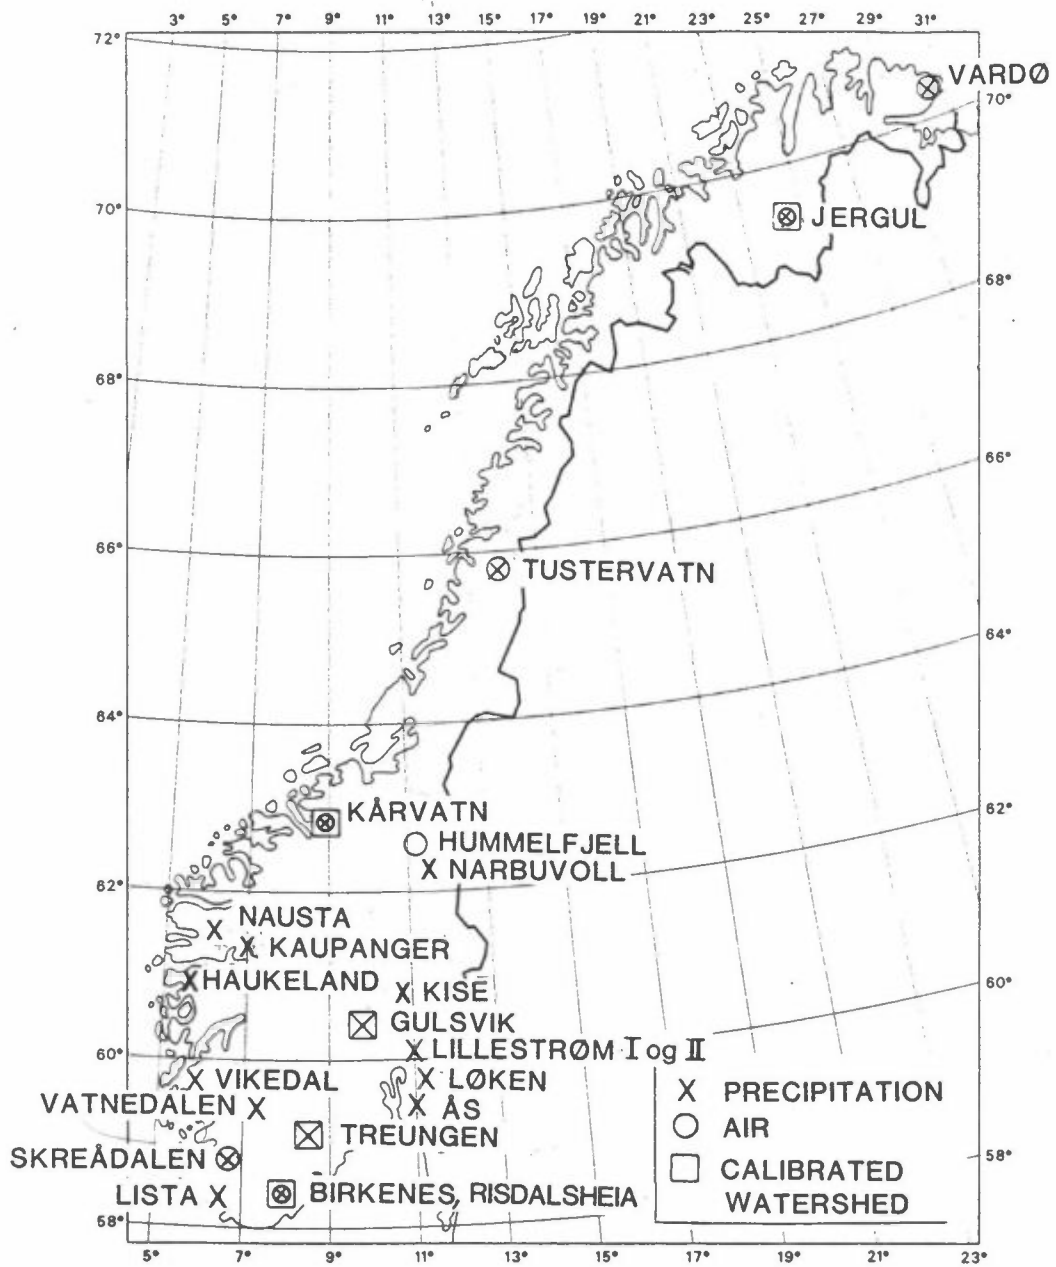 3° 5° 7° 9° 11° 13° 15° 17° 19° 21° 23° 25° 27° 29° 31°
72°
VARDØ
70°
70°
JERGUL
68°
68°
66°
66°
TUSTERVATN
64°
64°
62°
KÅRVATN
HUMMELFJELL
NARBUVOLL
62°
NAUSTA
KAUPANGER
HAUKELAND
KISE
60°
GULSVIK
LILLESTRØM I og II
60°
VIKEDAL
LØKEN
VATNEDALEN
ÅS
TREUNGEN
SKREÅDALEN
58°
LISTA
BIRKENES, RISDALSHEIA
58°
X PRECIPITATION
AIR
CALIBRATED
WATERSHED
5° 7° 9° 11° 13° 15° 17° 19° 21° 23°